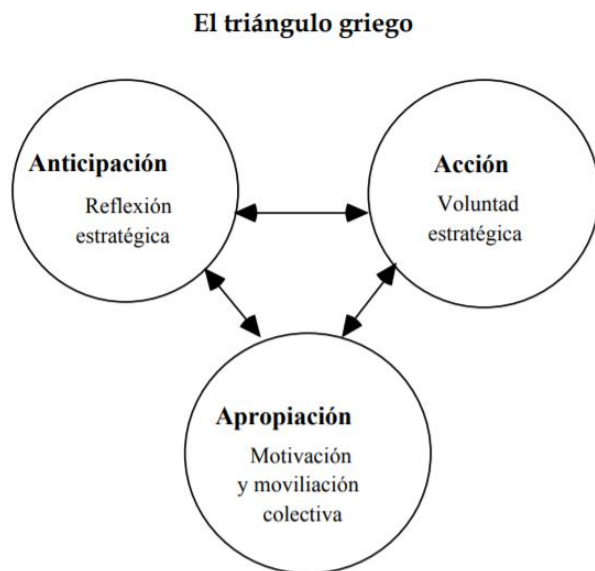 El triángulo griego
Anticipación
Reflexión
estratégica
Acción
Voluntad
estratégica
Apropiación
Motivación
y moviliación
colectiva